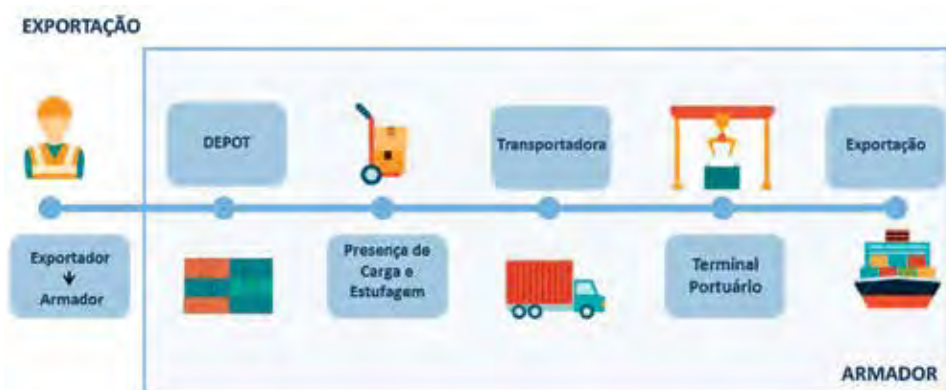 EXPORTAÇÃO
DEPOT
Transportadora
Exportação
Exportador
Armador
Presença de
Carga e
Estufagem
Terminal
Portuário
ARMADOR